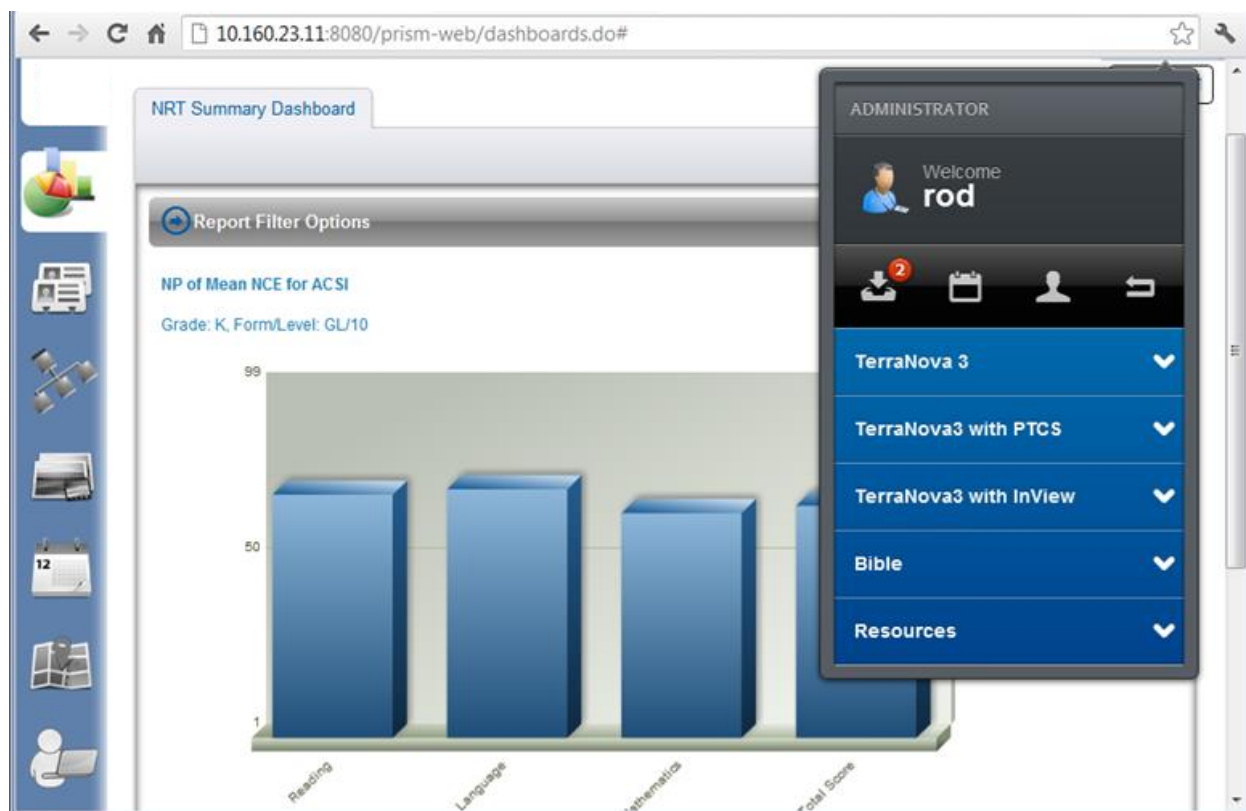 10.160.23.11:8080/prism-web/dashboards.do#
NRT Summary Dashboard
Report Filter Options
NP of Mean NCE for ACSI
Grade: K, Form/Level: GL/10
99
50
1
Reading
Language
Total Score
12
ADMINISTRATOR
Welcome
rod
2
TerraNova 3
TerraNova3 with PTCS
TerraNova3 with InView
Bible
Resources